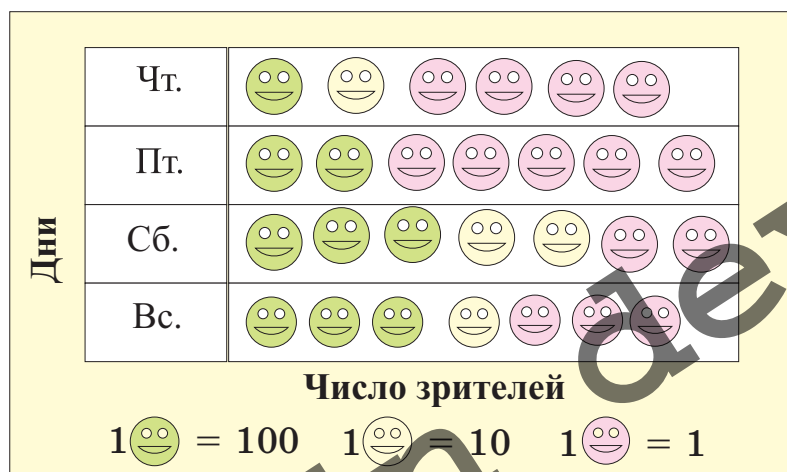 Чт.
Пт.
Сб.
Вс.
Дни
Число зрителей
1 = 100 1 = 10 1 = 1